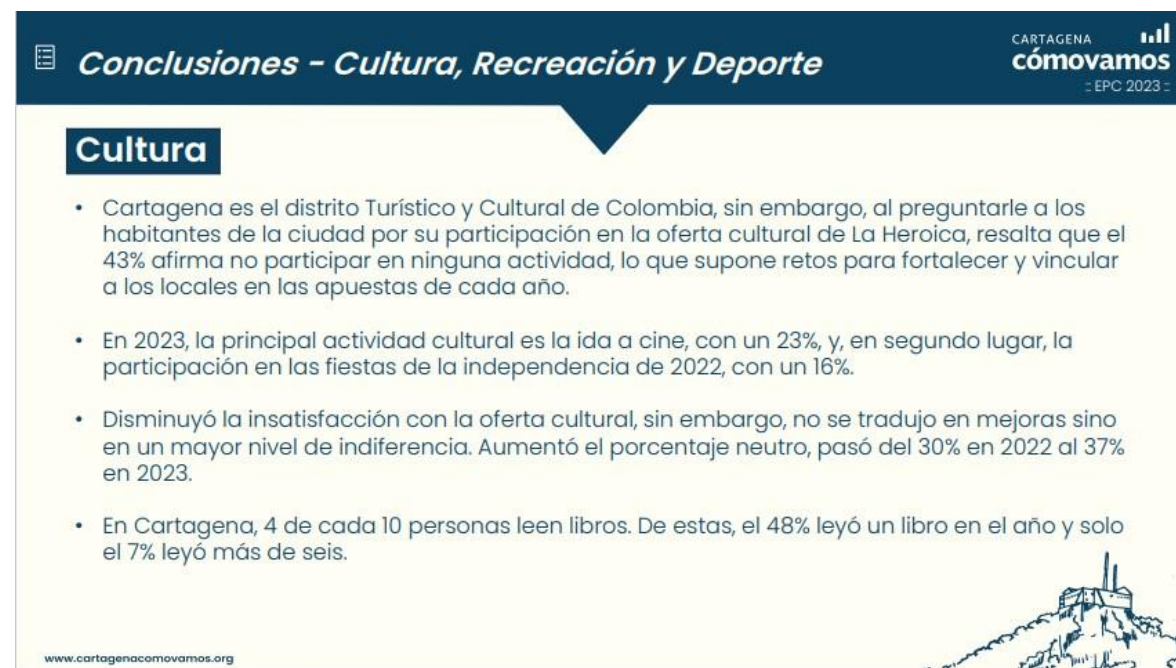 Conclusiones - Cultura, Recreación y Deporte
CARTAGENA
cómovamos
:: EPC 2023 ::
Cultura
• Cartagena es el distrito Turístico y Cultural de Colombia, sin embargo, al preguntarle a los
habitantes de la ciudad por su participación en la oferta cultural de La Heroica, resalta que el
43% afirma no participar en ninguna actividad, lo que supone retos para fortalecer y vincular
a los locales en las apuestas de cada año.
• En 2023, la principal actividad cultural es la ida a cine, con un 23%, y, en segundo lugar, la
participación en las fiestas de la independencia de 2022, con un 16%.
• Disminuyó la insatisfacción con la oferta cultural, sin embargo, no se tradujo en mejoras sino
en un mayor nivel de indiferencia. Aumentó el porcentaje neutro, pasó del 30% en 2022 al 37%
en 2023.
• En Cartagena, 4 de cada 10 personas leen libros. De estas, el 48% leyó un libro en el año y solo
el 7% leyó más de seis.
www.cartagenacomovamos.org